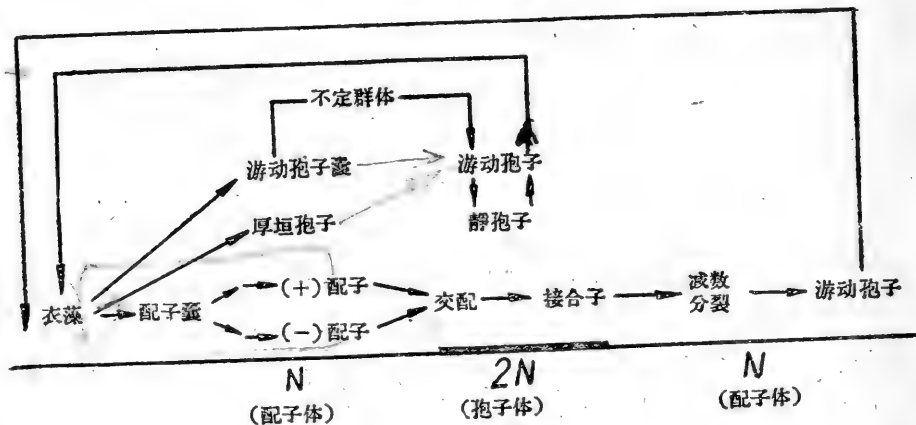 不定群体
游动孢子囊 游动孢子
厚垣孢子 静孢子
衣藻 配子囊 (+)配子 交配 接合子 减数 游动孢子
(-)配子 分裂
N 2N N
(配子体) (孢子体) (配子体)